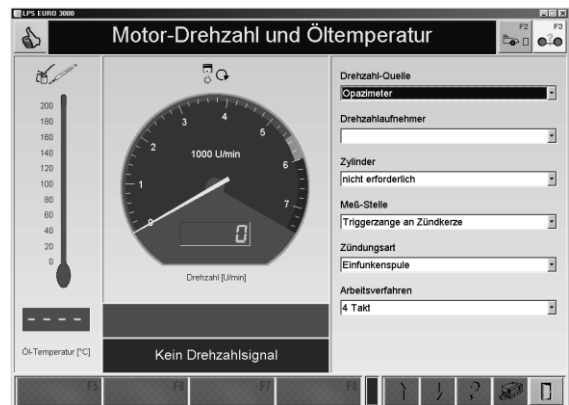 LPS EURO 3000
Motor-Drehzahl und Öltemperatur
F2
F3
200
180
160
140
120
100
80
60
40
20
0
Öl-Temperatur [°C]
0
1
2
3
4
5
6
7
1000 U/min
0
Drehzahl [U/min]
Kein Drehzahlsignal
Drehzahl-Quelle
Opazimeter
Drehzahlaufnehmer
Zylinder
nicht erforderlich
Meß-Stelle
Triggerzange an Zündkerze
Zündungsart
Einfunkenspule
Arbeitsverfahren
4 Takt
F5
F6
F7
F8